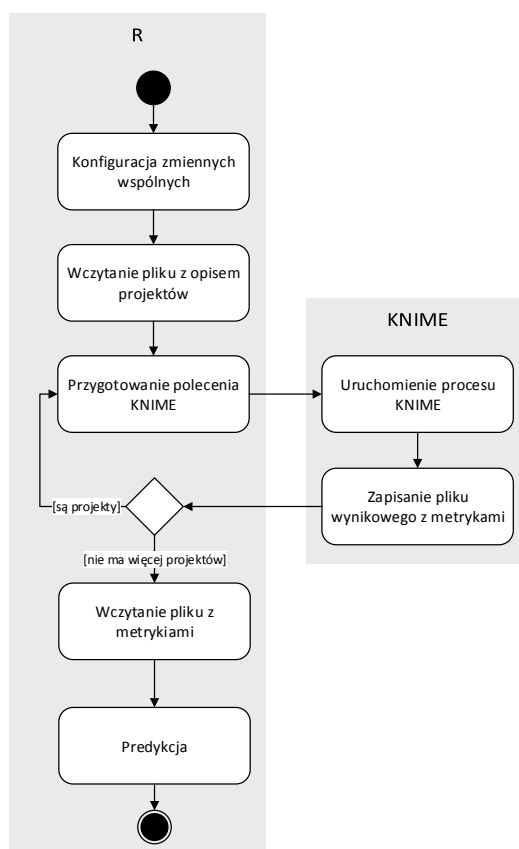 R
Konfiguracja zmiennych
wspólnych
Wczytanie pliku z opisem
projektów
KNIME
Przygotowanie polecenia
KNIME
Uruchomienie procesu
KNIME
Zapisanie pliku
wynikowego z metrykami
[są projekty]
[nie ma więcej projektów]
Wczytanie pliku z
metrykiami
Predykcja